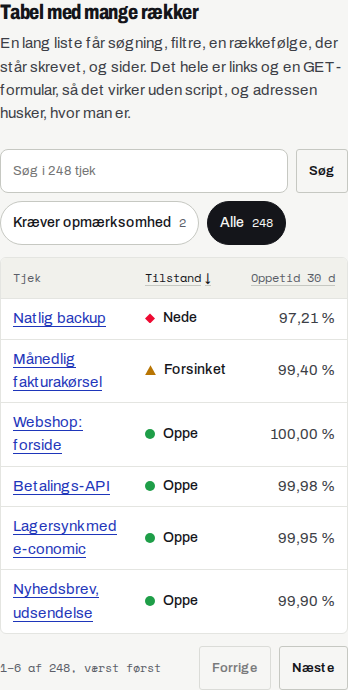 Tabel med mange rækker
En lang liste får søgning, filtre, en rækkefølge, der
står skrevet, og sider. Det hele er links og en GET-
formular, så det virker uden script, og adressen
husker, hvor man er.
Søg i 248 tjek
Søg
Kræver opmærksomhed 2
Alle 248
Tjek Tilstand ↓ Oppetid 30 d
Natlig backup Nede 97,21 %
Månedlig
fakturakørsel Forsinket 99,40 %
Webshop:
forside Oppe 100,00 %
Betalings-API Oppe 99,98 %
Lagersynk med
e-conomic Oppe 99,95 %
Nyhedsbrev,
udsendelse Oppe 99,90 %
1–6 af 248, værst først
Forrige
Næste